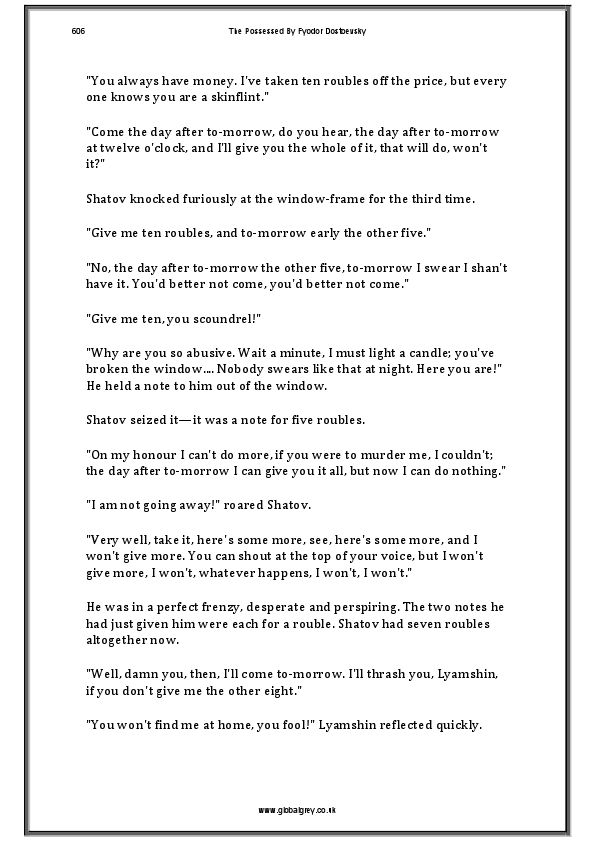 606 The Possessed By Fyodor Dostoevsky
"You always have money. I've taken ten roubles off the price, but every
one knows you are a skinflint."
"Come the day after to-morrow, do you hear, the day after to-morrow
at twelve o'clock, and I'll give you the whole of it, that will do, won't
it?"
Shatov knocked furiously at the window-frame for the third time.
"Give me ten roubles, and to-morrow early the other five."
"No, the day after to-morrow the other five, to-morrow I swear I shan't
have it. You'd better not come, you'd better not come."
"Give me ten, you scoundrel!"
"Why are you so abusive. Wait a minute, I must light a candle; you've
broken the window.... Nobody swears like that at night. Here you are!"
He held a note to him out of the window.
Shatov seized it—it was a note for five roubles.
"On my honour I can't do more, if you were to murder me, I couldn't;
the day after to-morrow I can give you it all, but now I can do nothing."
"I am not going away!" roared Shatov.
"Very well, take it, here's some more, see, here's some more, and I
won't give more. You can shout at the top of your voice, but I won't
give more, I won't, whatever happens, I won't, I won't."
He was in a perfect frenzy, desperate and perspiring. The two notes he
had just given him were each for a rouble. Shatov had seven roubles
altogether now.
"Well, damn you, then, I'll come to-morrow. I'll thrash you, Lyamshin,
if you don't give me the other eight."
"You won't find me at home, you fool!" Lyamshin reflected quickly.
www.globalgrey.co.uk